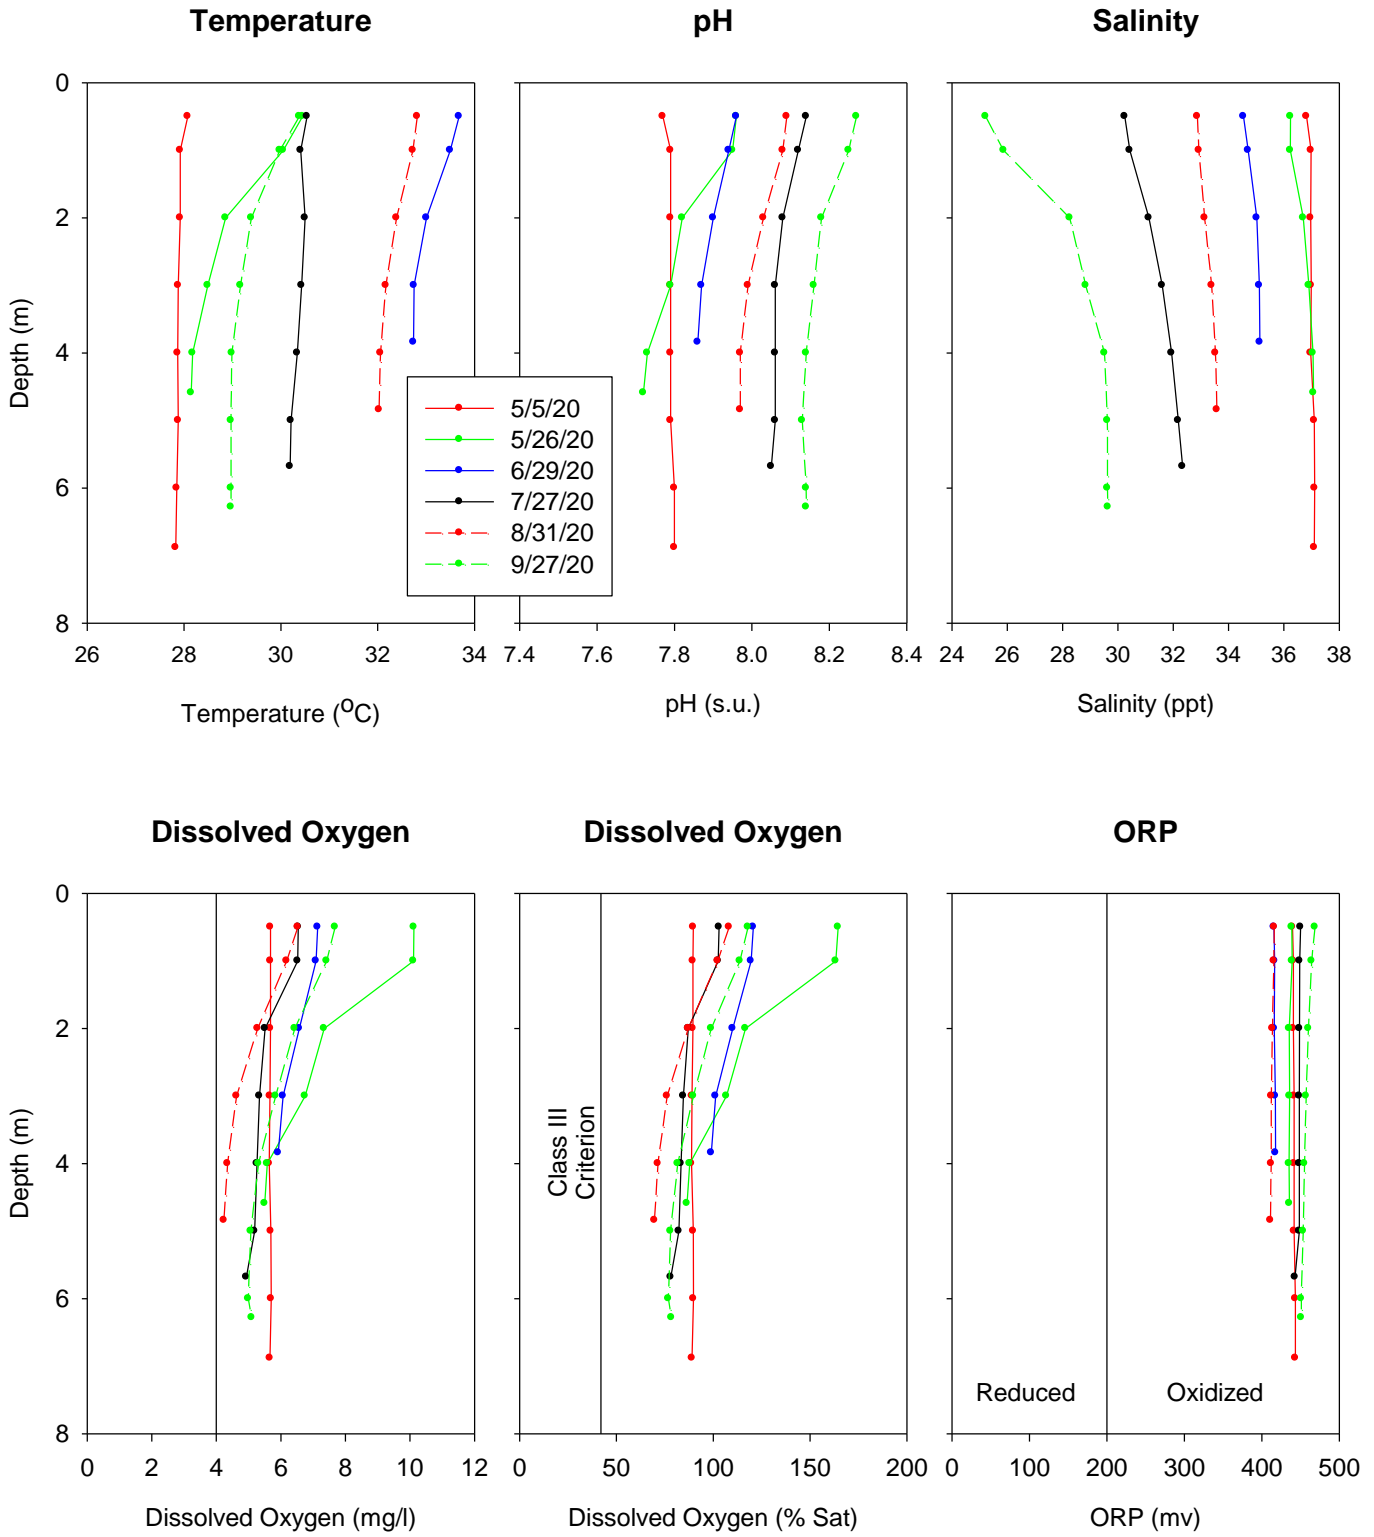 Temperature
pH
Salinity
0
2
4
6
8
Depth (m)
26 28 30 32 34
7.4 7.6 7.8 8.0 8.2 8.4
24 26 28 30 32 34 36 38
Temperature (oC)
pH (s.u.)
Salinity (ppt)
5/5/20
5/26/20
6/29/20
7/27/20
8/31/20
9/27/20
Dissolved Oxygen
Dissolved Oxygen
ORP
0
2
4
6
8
Depth (m)
Class III
Criterion
Reduced
Oxidized
0 2 4 6 8 10 12
0 50 100 150 200
0 100 200 300 400 500
Dissolved Oxygen (mg/l)
Dissolved Oxygen (% Sat)
ORP (mv)